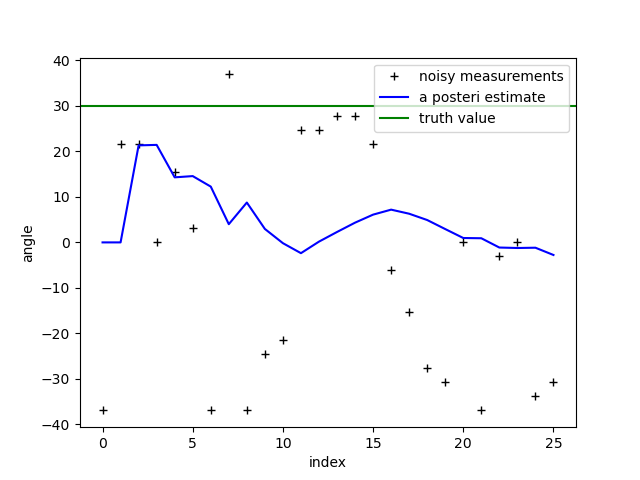 40
30
20
10
0
−10
−20
−30
−40
angle
noisy measurements
a posteri estimate
truth value
0 5 10 15 20 25
index